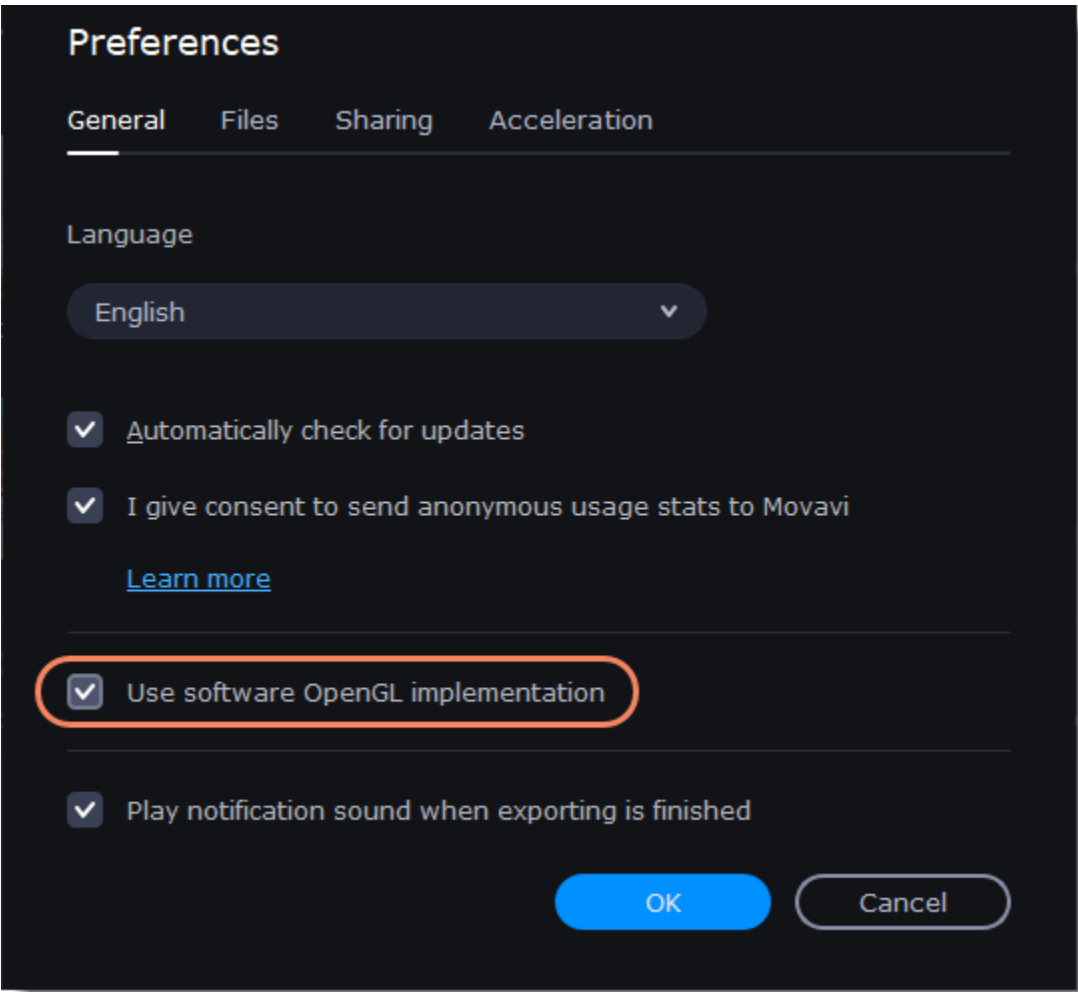 Preferences
General Files Sharing Acceleration
Language
English
Automatically check for updates
I give consent to send anonymous usage stats to Movavi
Learn more
Use software OpenGL implementation
Play notification sound when exporting is finished
OK Cancel